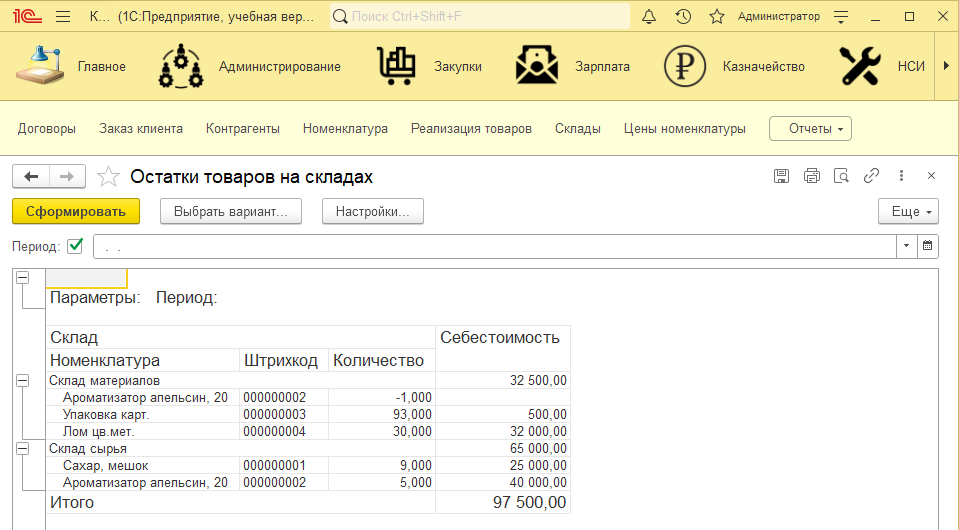 1С К... (1С:Предприятие, учебная вер... Поиск Ctrl+Shift+F Администратор
Главное Администрирование Закупки Зарплата Казначейство НСИ
Договоры Заказ клиента Контрагенты Номенклатура Реализация товаров Склады Цены номенклатуры Отчеты
Остатки товаров на складах
Сформировать Выбрать вариант... Настройки... Еще
Период: . .
Параметры: Период:
Склад Себестоимость
Номенклатура Штрихкод Количество
Склад материалов 32 500,00
Ароматизатор апельсин, 20 000000002 -1,000
Упаковка карт. 000000003 93,000 500,00
Лом цв.мет. 000000004 30,000 32 000,00
Склад сырья 65 000,00
Сахар, мешок 000000001 9,000 25 000,00
Ароматизатор апельсин, 20 000000002 5,000 40 000,00
Итого 97 500,00